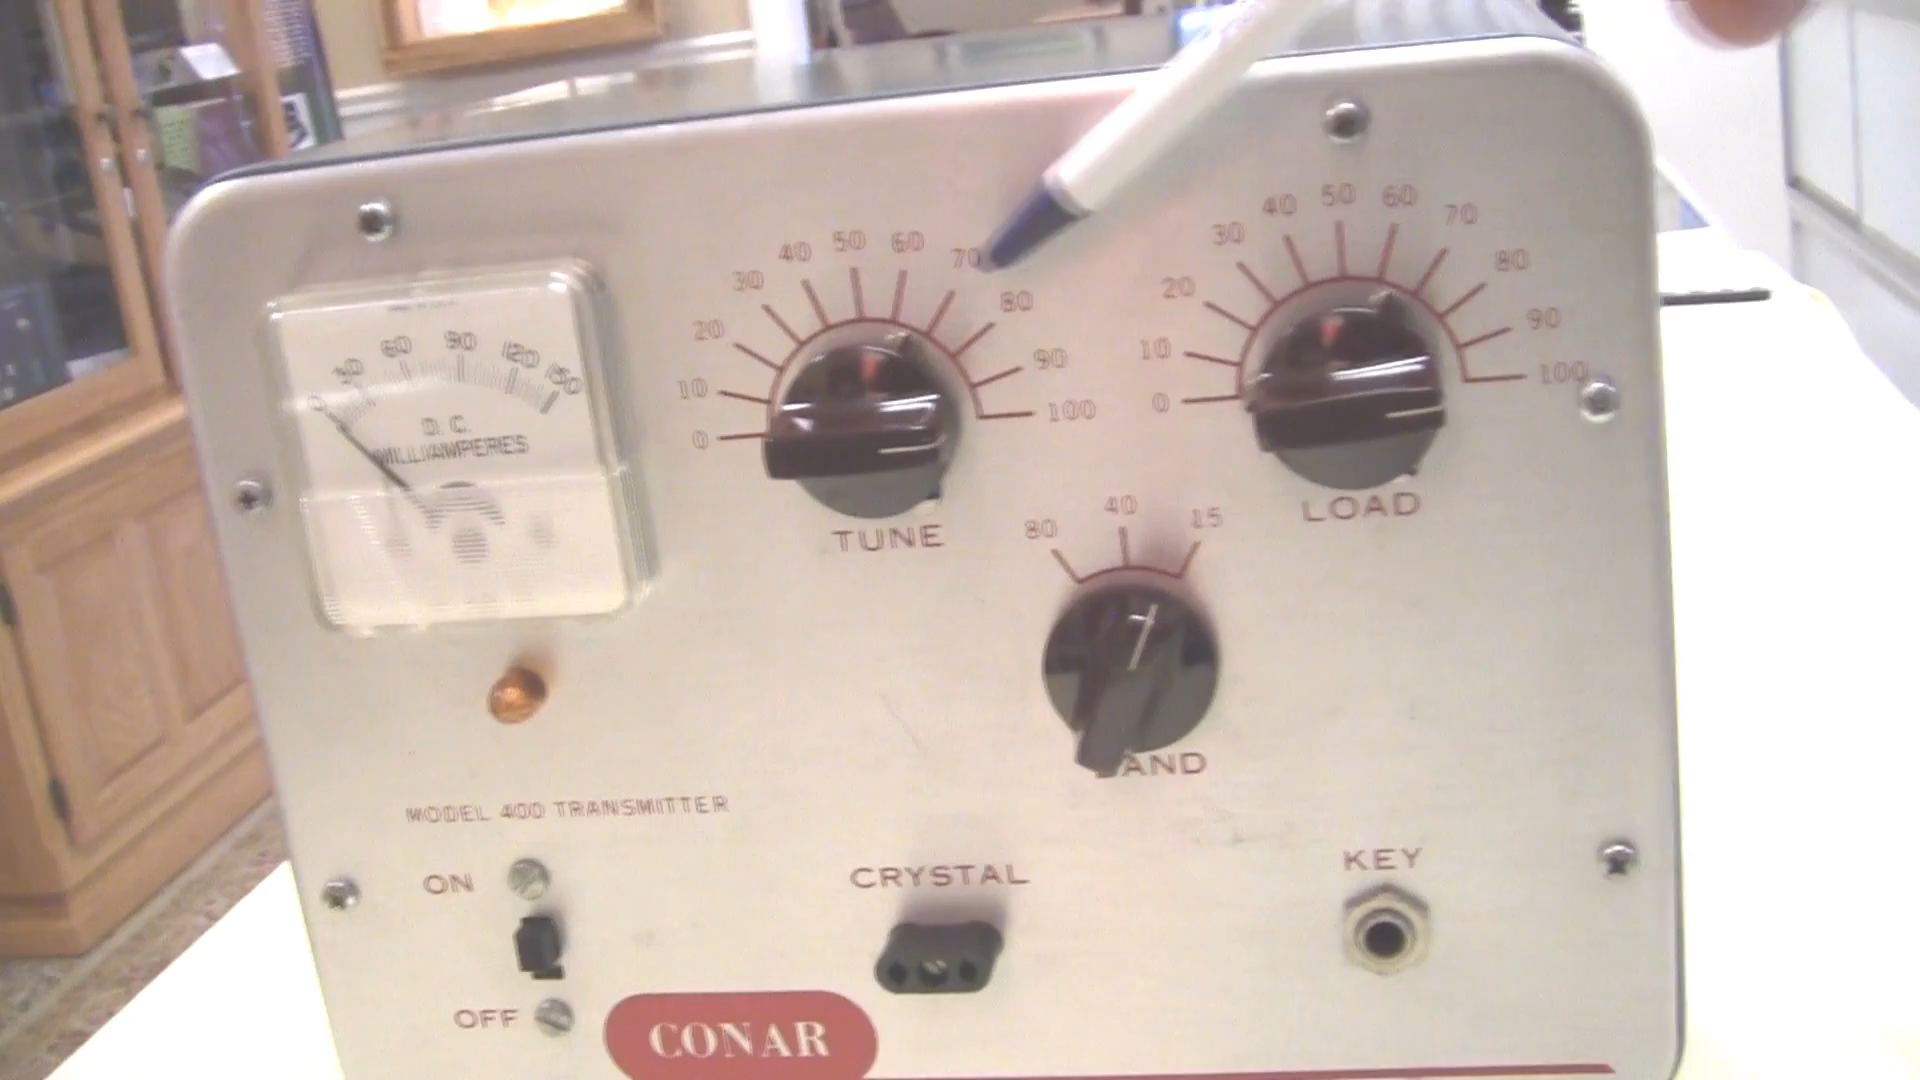 0 30 60 90 120 150
D. C.
MILLIAMPERES
0 10 20 30 40 50 60 70 80 90 100
TUNE
0 10 20 30 40 50 60 70 80 90 100
LOAD
80 40 15
AND
MODEL 400 TRANSMITTER
ON
OFF
CRYSTAL
KEY
CONAR